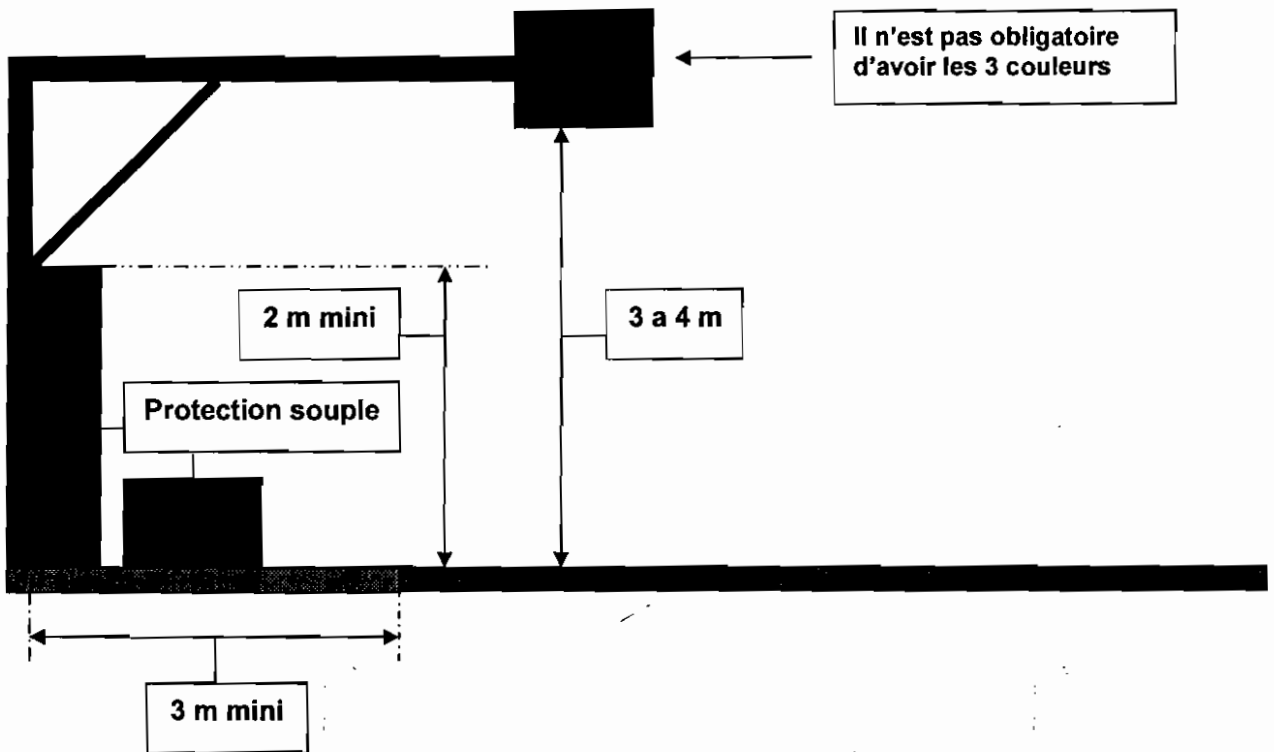 Il n'est pas obligatoire
d'avoir les 3 couleurs
2 m mini
3 a 4 m
Protection souple
3 m mini